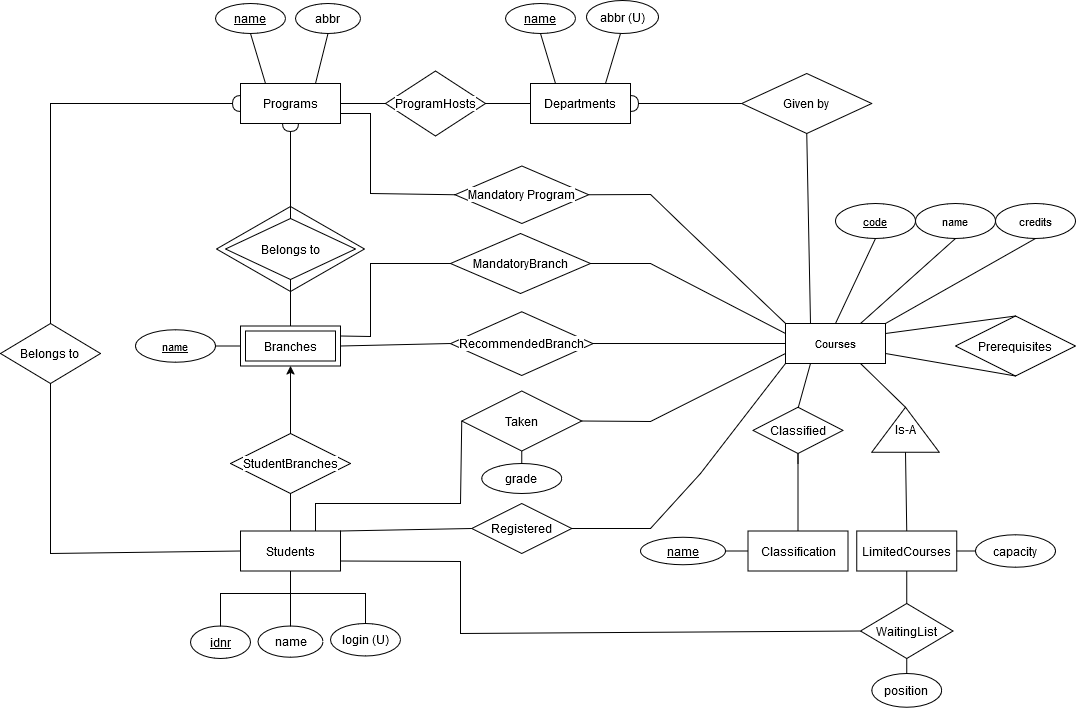 name
abbr
name
abbr (U)
Programs
ProgramHosts
Departments
Given by
Mandatory Program
code
name
credits
Belongs to
MandatoryBranch
name
Branches
RecommendedBranch
Courses
Prerequisites
Belongs to
Taken
Classified
Is-A
StudentBranches
grade
Registered
Students
name
Classification
LimitedCourses
capacity
idnr
name
login (U)
WaitingList
position